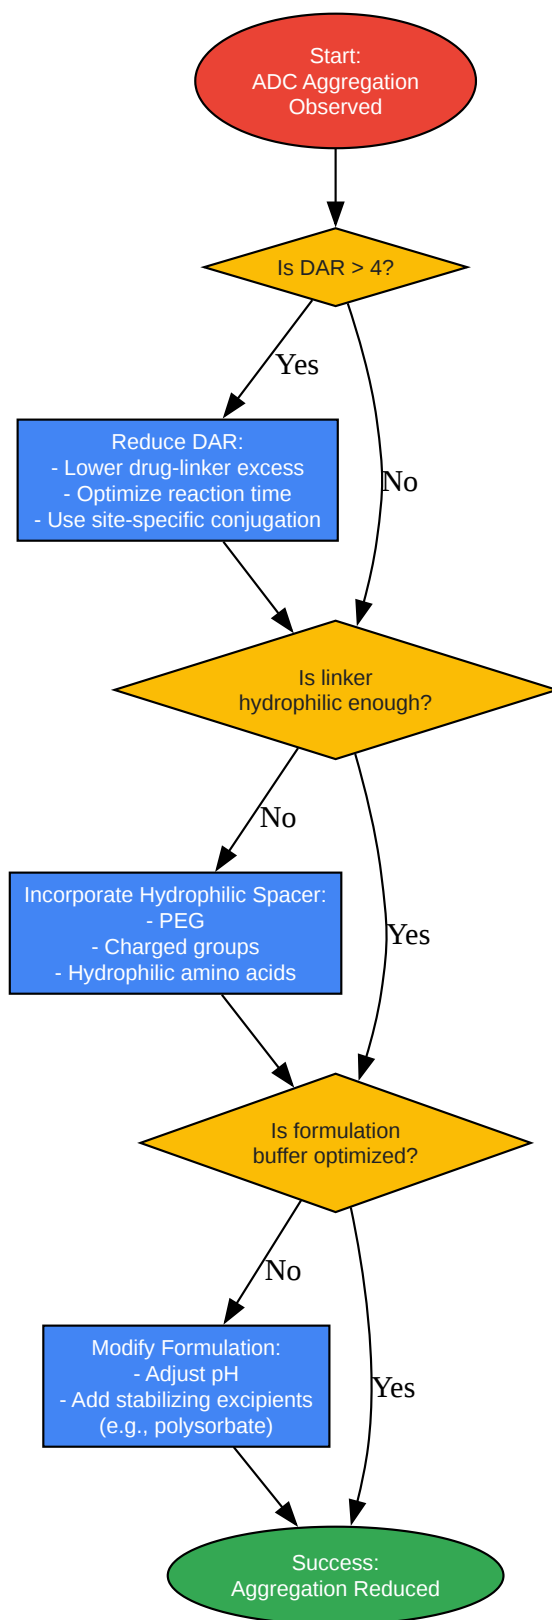 Start:
ADC Aggregation
Observed
Is DAR > 4?
Yes
No
Reduce DAR:
- Lower drug-linker excess
- Optimize reaction time
- Use site-specific conjugation
Is linker
hydrophilic enough?
No
Yes
Incorporate Hydrophilic Spacer:
- PEG
- Charged groups
- Hydrophilic amino acids
Is formulation
buffer optimized?
No
Yes
Modify Formulation:
- Adjust pH
- Add stabilizing excipients
(e.g., polysorbate)
Success:
Aggregation Reduced